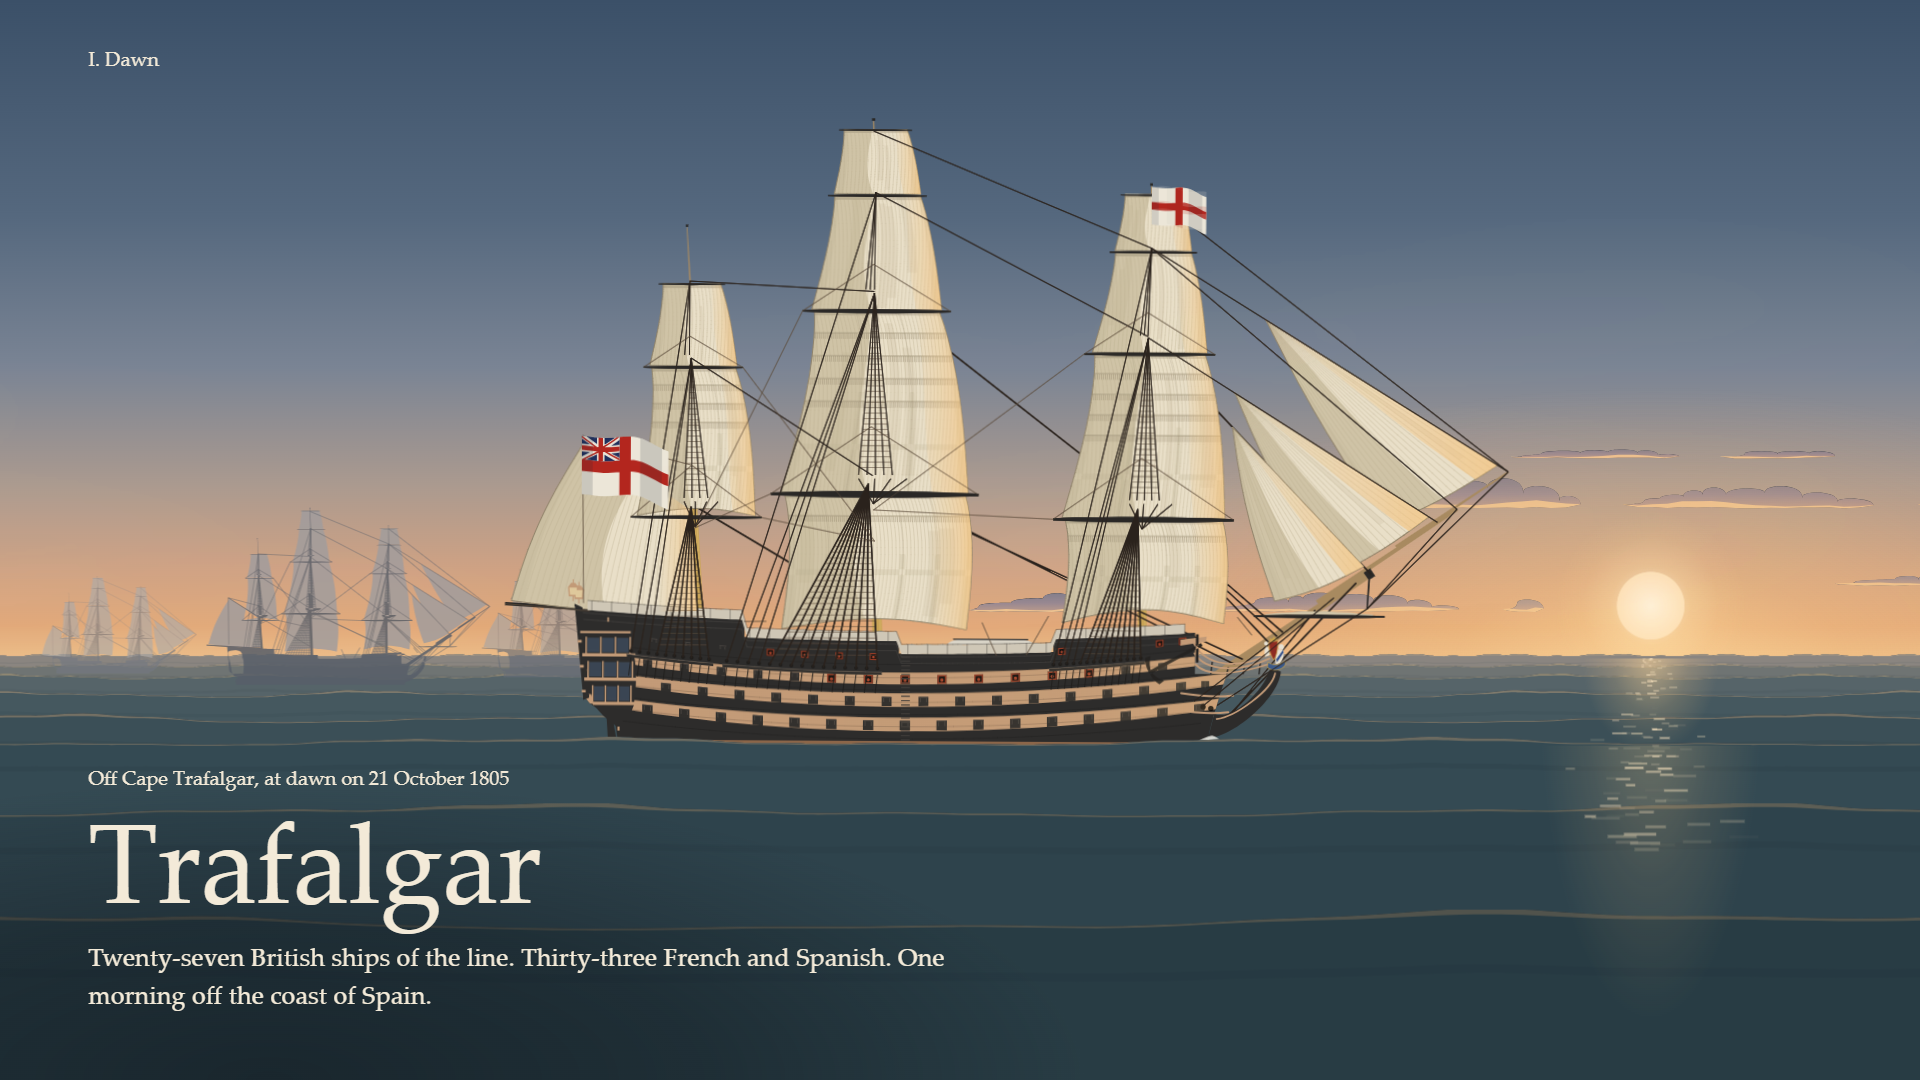 I. Dawn
Off Cape Trafalgar, at dawn on 21 October 1805
Trafalgar
Twenty-seven British ships of the line. Thirty-three French and Spanish. One
morning off the coast of Spain.